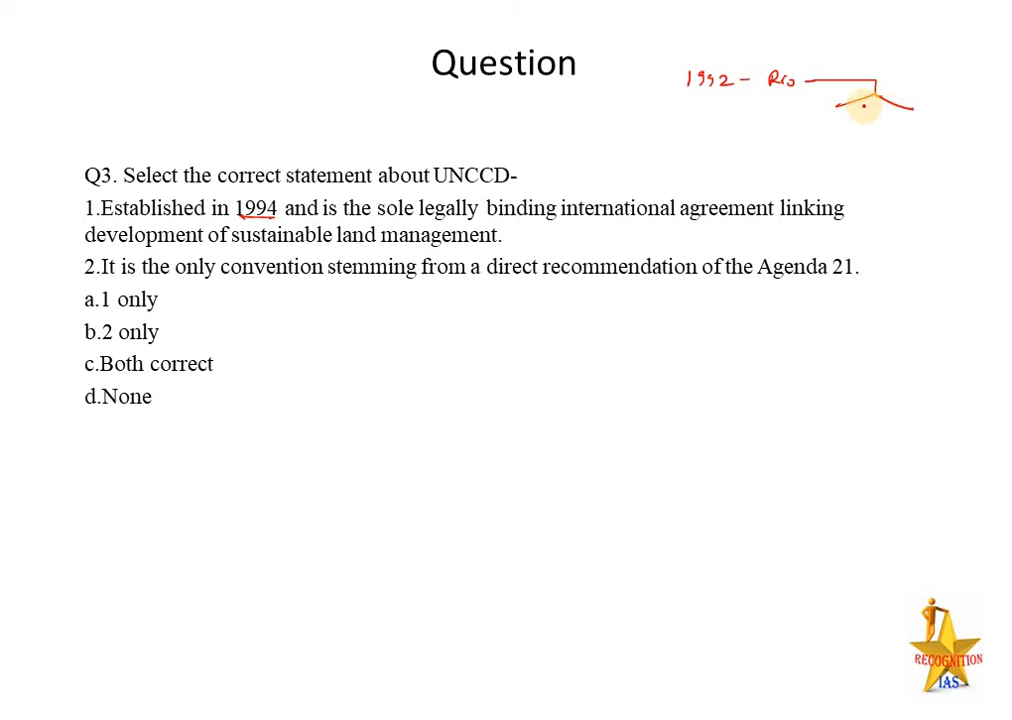 Question
1992 - Rio
Q3. Select the correct statement about UNCCD-
1.Established in 1994 and is the sole legally binding international agreement linking
development of sustainable land management.
2.It is the only convention stemming from a direct recommendation of the Agenda 21.
a.1 only
b.2 only
c.Both correct
d.None
RECOGNITION
IAS